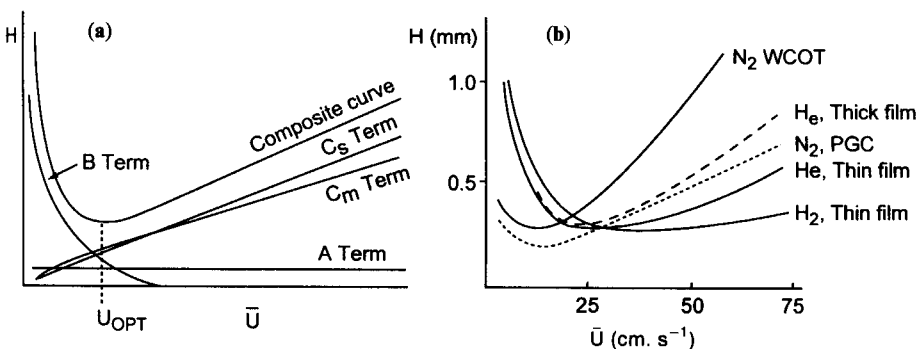 H
(a)
B Term
Composite curve
Cs Term
Cm Term
A Term
UOPT
Ū
(b)
H (mm)
1.0
0.5
N2 WCOT
He, Thick film
N2, PGC
He, Thin film
H2, Thin film
25
50
75
Ū (cm. s⁻¹)